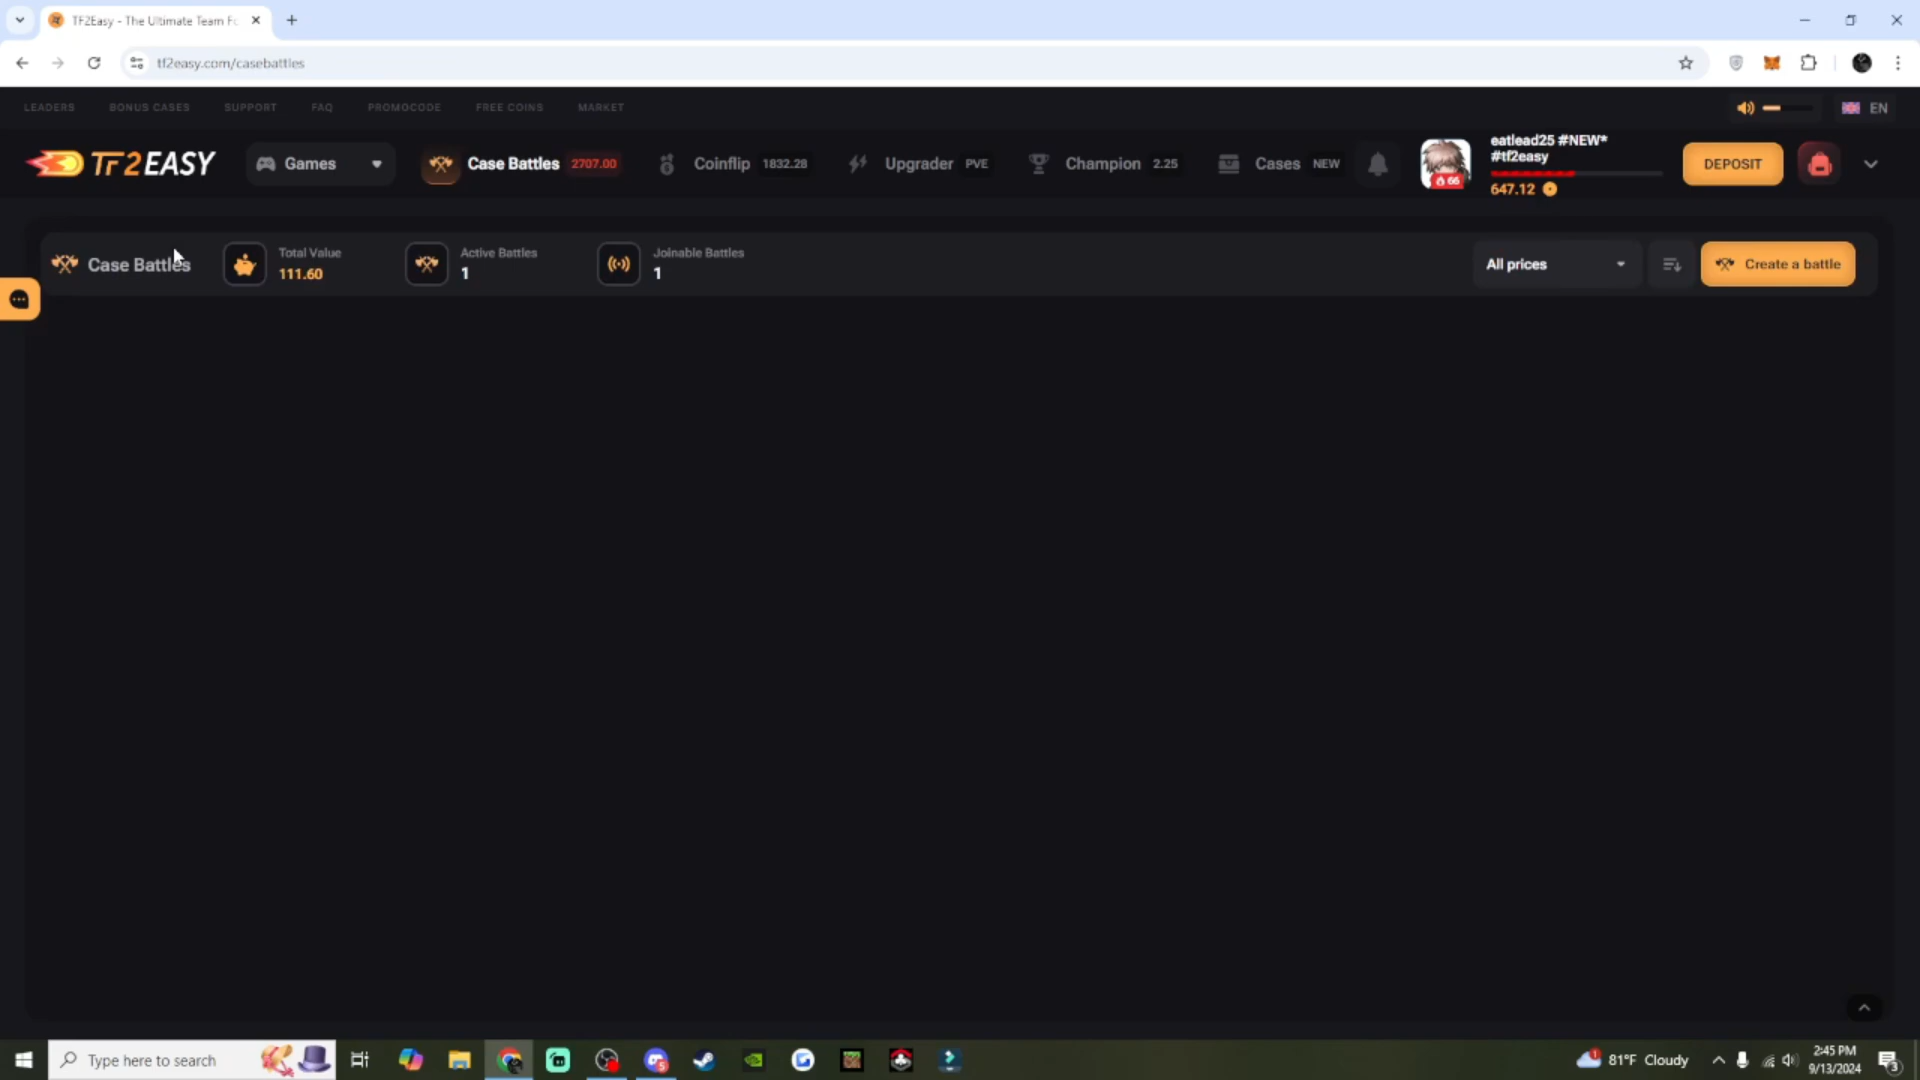 TF2Easy - The Ultimate Team Fo
tf2easy.com/casebattles
LEADERS BONUS CASES SUPPORT FAQ PROMOCODE FREE COINS MARKET EN
TF2EASY Games Case Battles 2707.00 Coinflip 1832.28 Upgrader PVE Champion 2.25 Cases NEW
66
eatlead25 #NEW*
#tf2easy
647.12
DEPOSIT
Case Battles
Total Value
111.60
Active Battles
1
Joinable Battles
1
All prices
Create a battle
Type here to search
81°F Cloudy
2:45 PM
9/13/2024
3